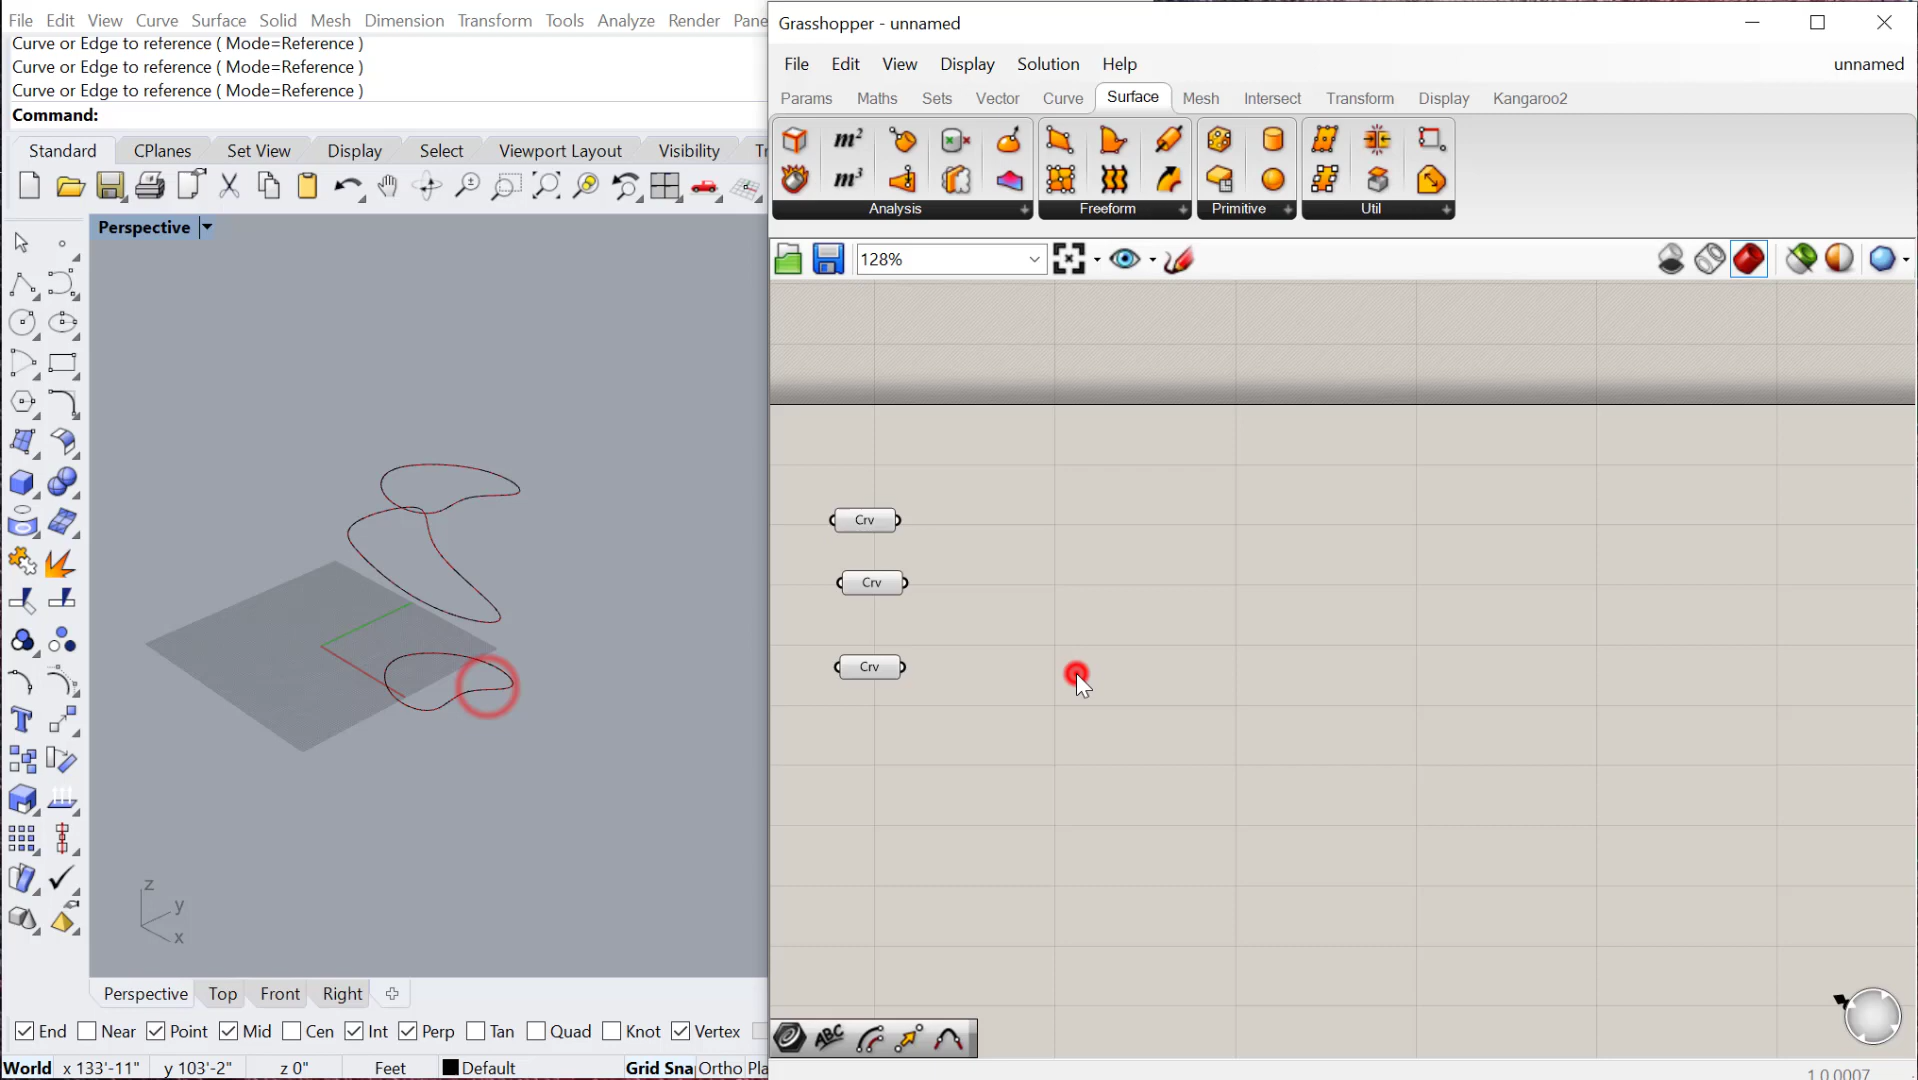 File Edit View Curve Surface Solid Mesh Dimension Transform Tools Analyze Render Pane
Curve or Edge to reference ( Mode=Reference )
Curve or Edge to reference ( Mode=Reference )
Curve or Edge to reference ( Mode=Reference )
Command:
Standard CPlanes Set View Display Select Viewport Layout Visibility Tr
Perspective
z
y
x
Perspective Top Front Right
End Near Point Mid Cen Int Perp Tan Quad Knot Vertex
World x 133'-11" y 103'-2" z 0" Feet Default Grid Sna Ortho Pla
Grasshopper - unnamed
File Edit View Display Solution Help unnamed
Params Maths Sets Vector Curve Surface Mesh Intersect Transform Display Kangaroo2
m² m³
Analysis Freeform Primitive Util
128%
Crv
Crv
Crv
ABC
1.0.0007